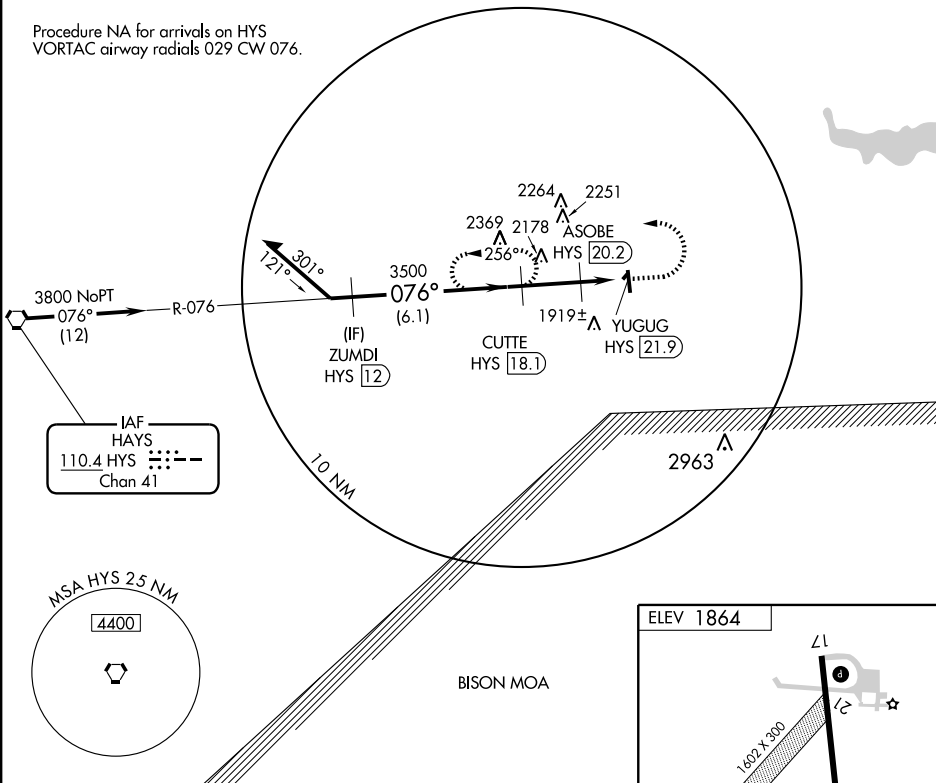 Procedure NA for arrivals on HYS
VORTAC airway radials 029 CW 076.
2264
2251
2369
2178
ASOBE
HYS 20.2
256°
301°
121°
3500
076°
(6.1)
3800 NoPT
076°
(12)
R-076
1919±
YUGUG
HYS 21.9
(IF)
ZUMDI
HYS 12
CUTTE
HYS 18.1
IAF
HAYS
110.4 HYS
Chan 41
2963
10 NM
MSA HYS 25 NM
4400
BISON MOA
ELEV 1864
17
P
21
1602 X 300